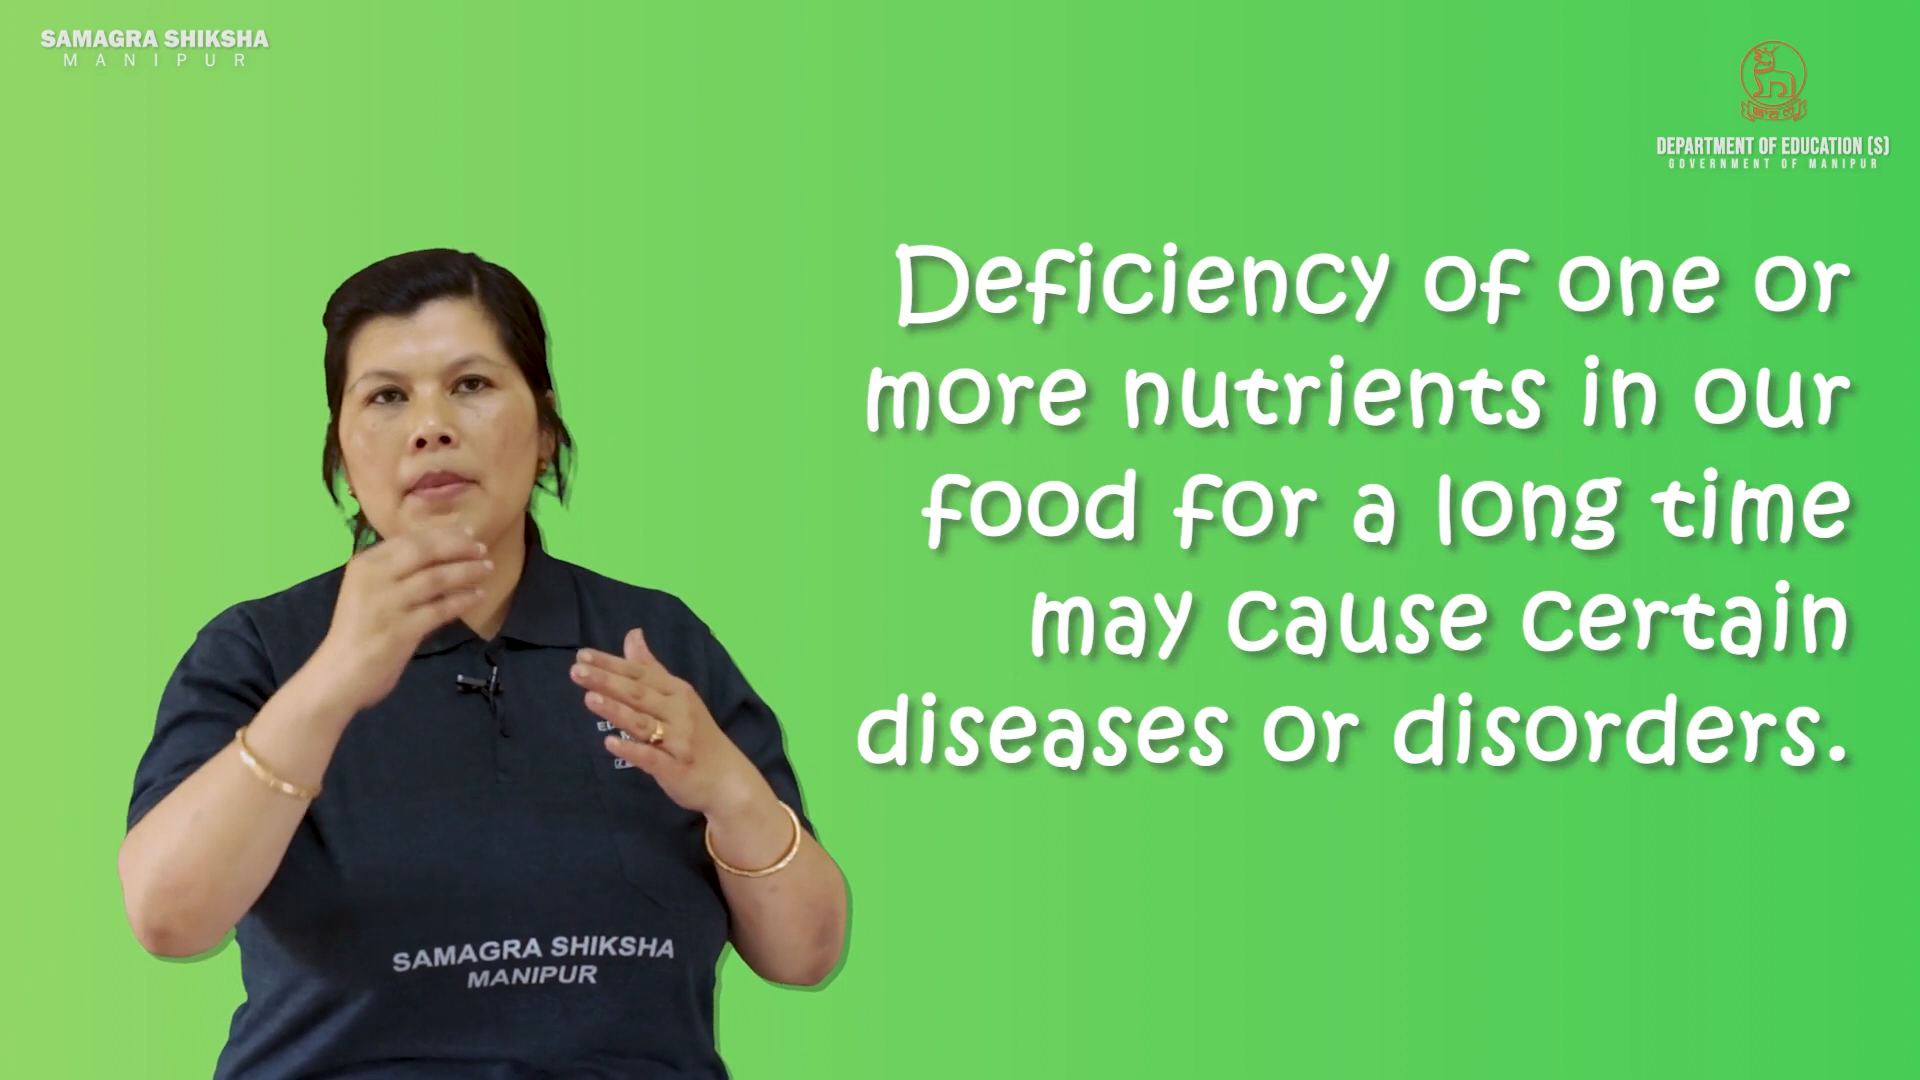 SAMAGRA SHIKSHA
MANIPUR
DEPARTMENT OF EDUCATION (S)
GOVERNMENT OF MANIPUR
Deficiency of one or
more nutrients in our
food for a long time
may cause certain
diseases or disorders.
SAMAGRA SHIKSHA
MANIPUR